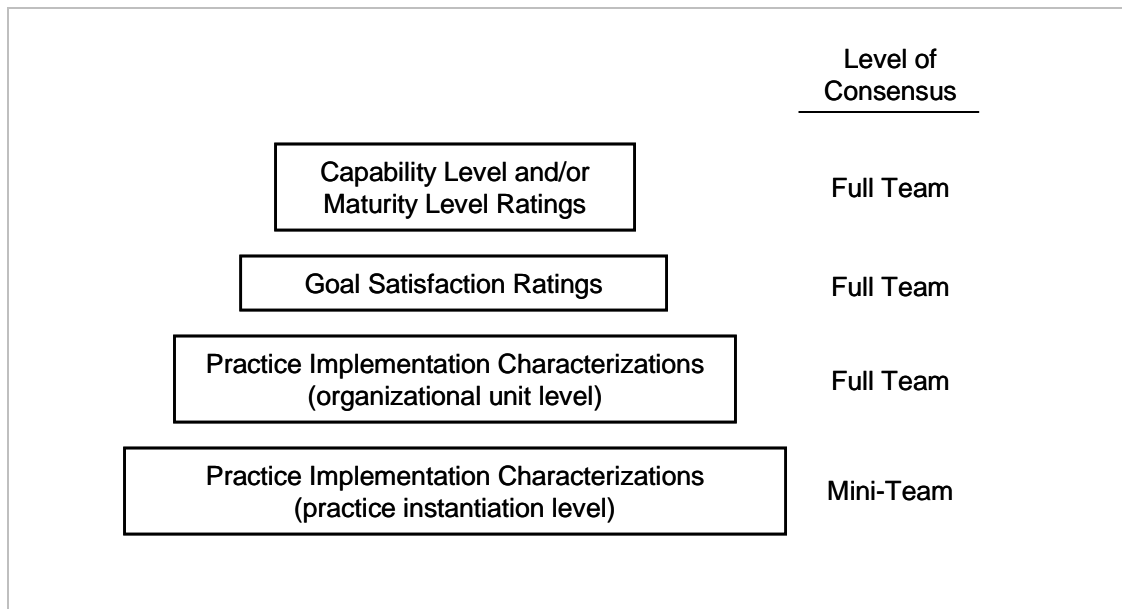 Level of
Consensus
Capability Level and/or
Maturity Level Ratings
Full Team
Goal Satisfaction Ratings
Full Team
Practice Implementation Characterizations
(organizational unit level)
Full Team
Practice Implementation Characterizations
(practice instantiation level)
Mini-Team